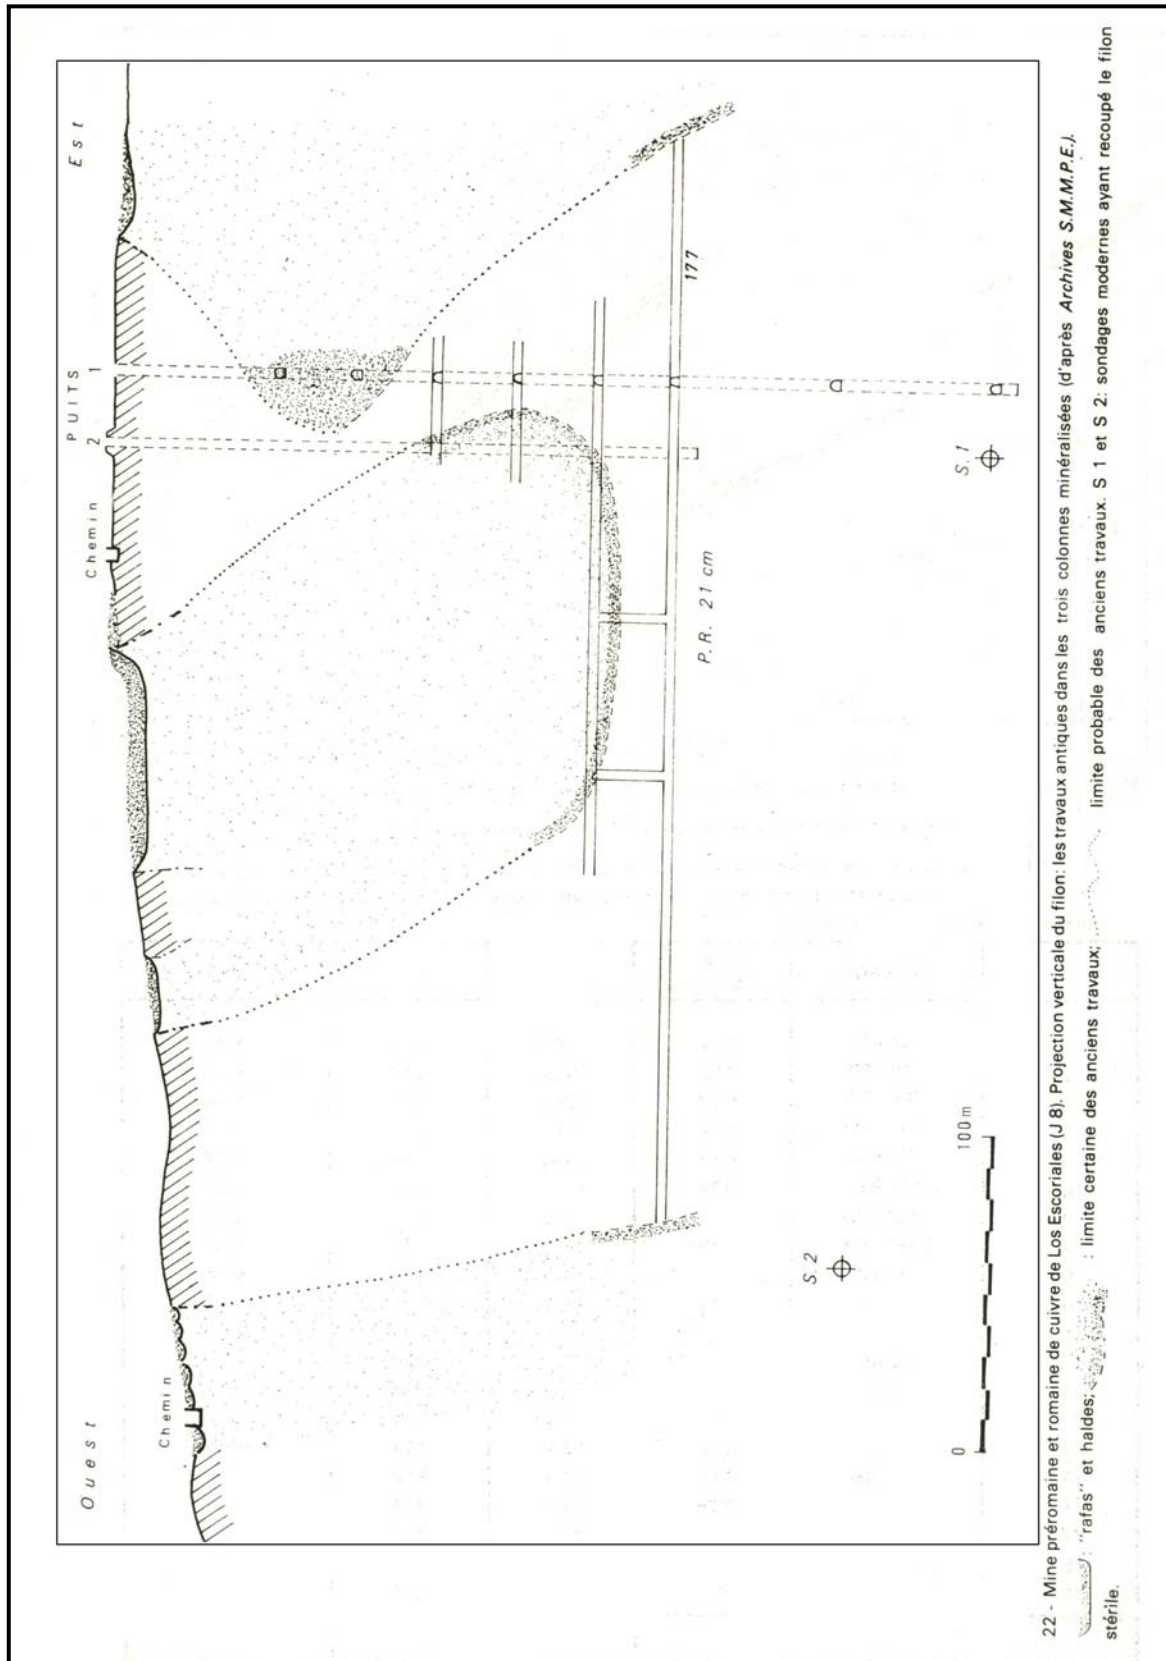 Ouest
Est
Chemin
Chemin
PUITS
2
1
177
P.R. 21 cm
S. 2
S. 1
0
100 m
22 - Mine préromaine et romaine de cuivre de Los Escoriales (J 8). Projection verticale du filon: les travaux antiques dans les trois colonnes minéralisées (d'après Archives S.M.M.P.E.).
: "rafas" et haldes; : limite certaine des anciens travaux; limite probable des anciens travaux. S 1 et S 2: sondages modernes ayant recoupé le filon
stérile.